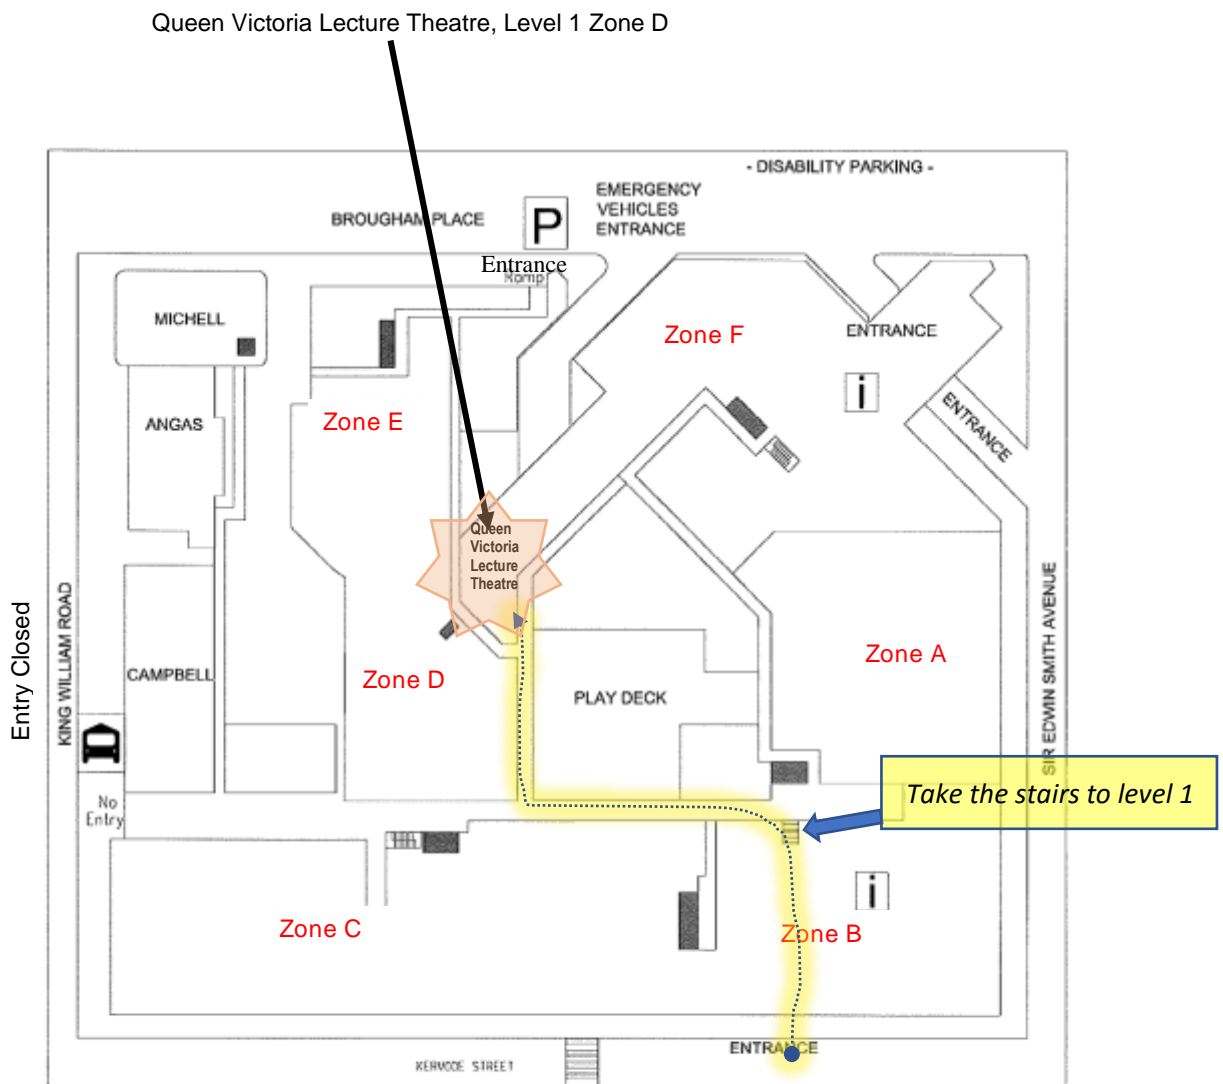 Queen Victoria Lecture Theatre, Level 1 Zone D
- DISABILITY PARKING -
EMERGENCY
VEHICLES
ENTRANCE
BROUGHAM PLACE
P
Entrance
Ramp
MICHELL
Zone F
ENTRANCE
i
ENTRANCE
ANGAS
Zone E
Queen
Victoria
Lecture
Theatre
Entry Closed
KING WILLIAM ROAD
SIR EDWIN SMITH AVENUE
Zone A
CAMPBELL
Zone D
PLAY DECK
No
Entry
Take the stairs to level 1
i
Zone C
Zone B
ENTRANCE
KERMODE STREET